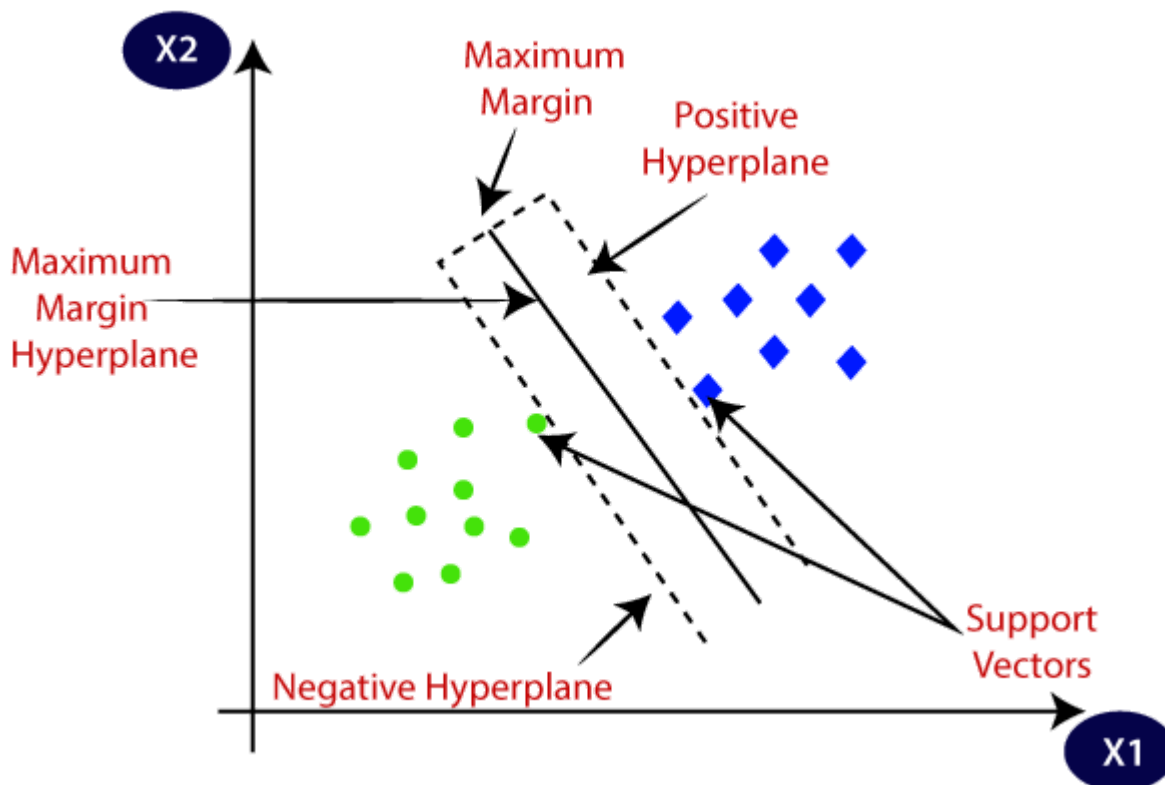 X2
Maximum
Margin
Positive
Hyperplane
Maximum
Margin
Hyperplane
Support
Vectors
Negative Hyperplane
X1